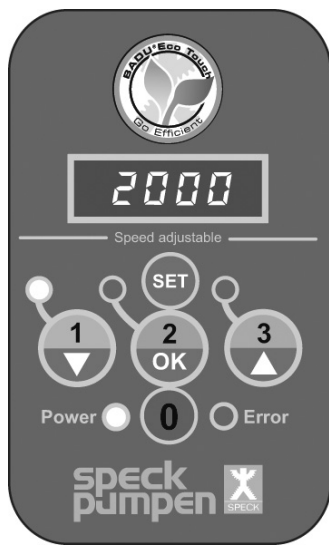 BADU®Eco Touch
Go Efficient
2000
Speed adjustable
SET
1 2 3
OK
Power 0 Error
speck
pumpen
SPECK